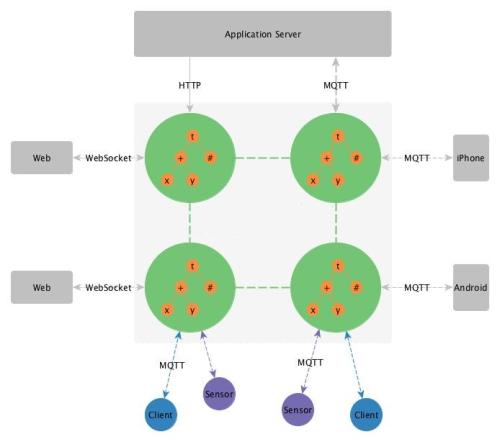 Application Server
HTTP
MQTT
t
+
#
x
y
t
+
#
x
y
Web
WebSocket
MQTT
iPhone
t
+
#
x
y
t
+
#
x
y
Web
WebSocket
MQTT
Android
MQTT
MQTT
Sensor
Client
Sensor
Client